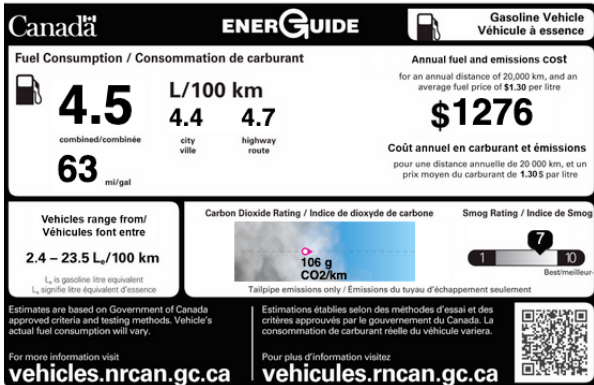 Canada
ENERGUIDE
Gasoline Vehicle
Véhicule à essence
Fuel Consumption / Consommation de carburant
4.5
combined/combinée
63 mi/gal
L/100 km
4.4 4.7
city highway
ville route
Annual fuel and emissions cost
for an annual distance of 20,000 km, and an
average fuel price of $1.30 per litre
$1276
Coût annuel en carburant et émissions
pour une distance annuelle de 20 000 km, et un
prix moyen du carburant de 1.30$ par litre
Vehicles range from/
Véhicules font entre
2.4 – 23.5 Lₑ/100 km
Lₑ is gasoline litre equivalent
Lₑ signifie litre équivalent d'essence
Carbon Dioxide Rating / Indice de dioxyde de carbone
106 g
CO2/km
Tailpipe emissions only / Émissions du tuyau d'échappement seulement
Smog Rating / Indice de Smog
7
1 10
Best/meilleur-
Estimates are based on Government of Canada
approved criteria and testing methods. Vehicle's
actual fuel consumption will vary.
For more information visit
vehicles.nrcan.gc.ca
Estimations établies selon des méthodes d'essai et des
critères approuvés par le gouvernement du Canada. La
consommation de carburant réelle du véhicule variera.
Pour plus d'information visitez
vehicules.rncan.gc.ca